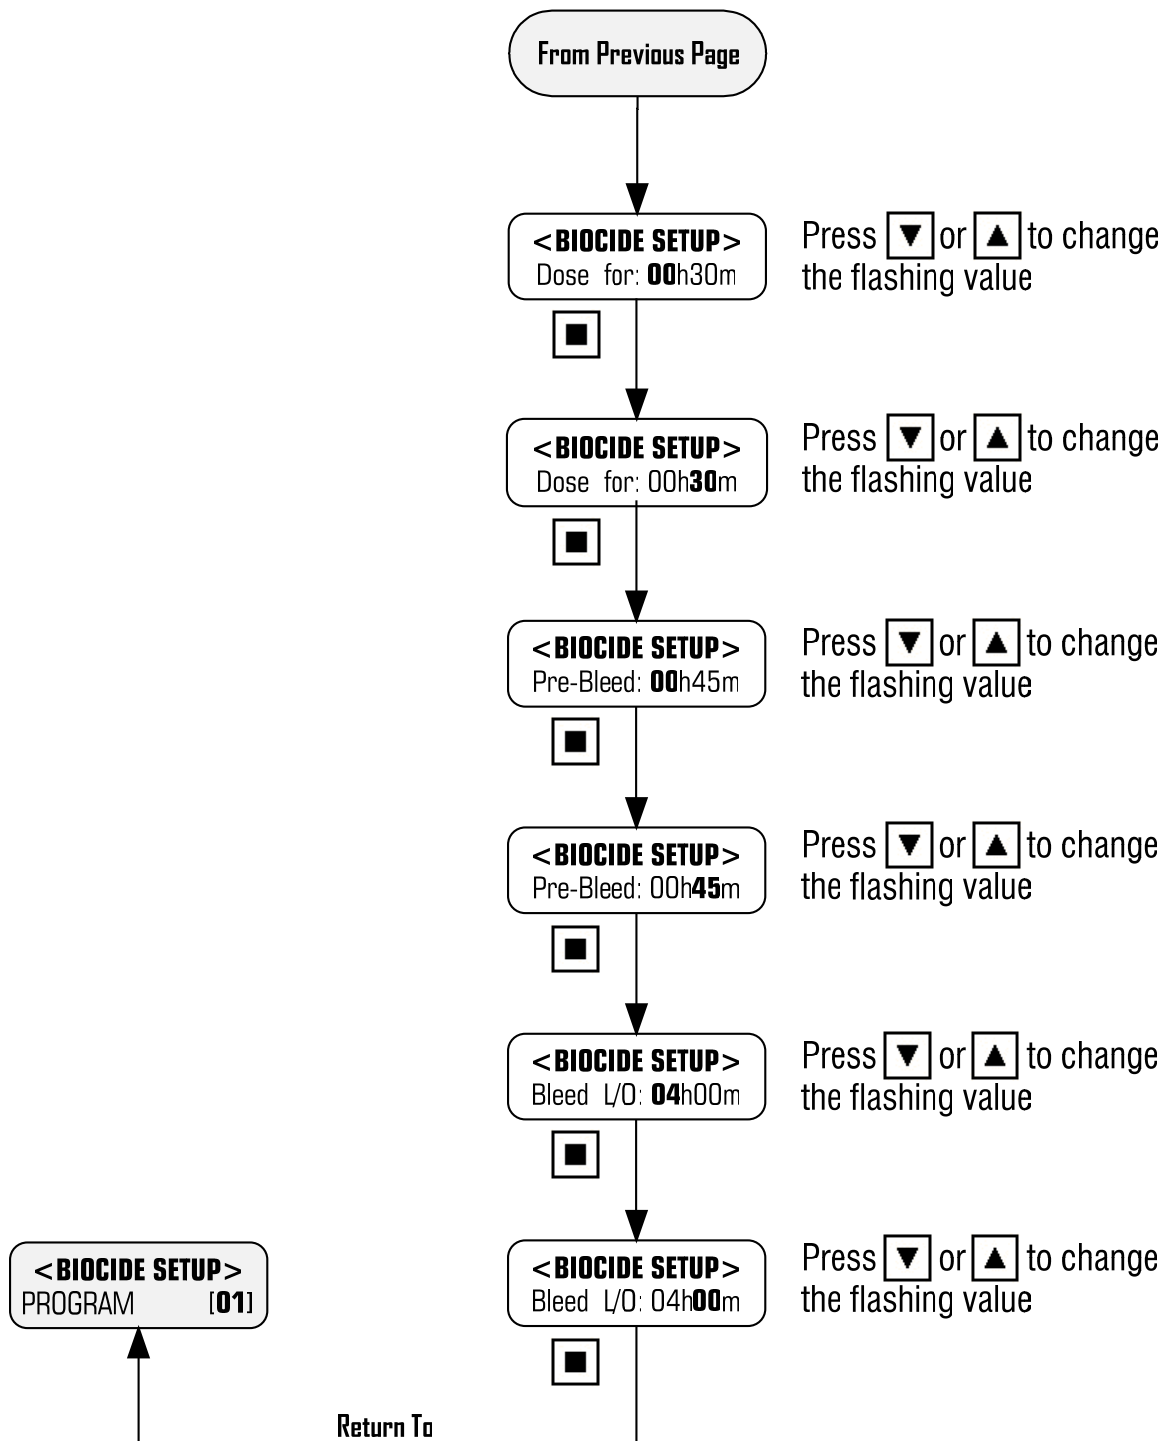 From Previous Page
<BIOCIDE SETUP>
Dose for: 00h30m
Press ▼ or ▲ to change
the flashing value
<BIOCIDE SETUP>
Dose for: 00h30m
Press ▼ or ▲ to change
the flashing value
<BIOCIDE SETUP>
Pre-Bleed: 00h45m
Press ▼ or ▲ to change
the flashing value
<BIOCIDE SETUP>
Pre-Bleed: 00h45m
Press ▼ or ▲ to change
the flashing value
<BIOCIDE SETUP>
Bleed L/O: 04h00m
Press ▼ or ▲ to change
the flashing value
<BIOCIDE SETUP>
Bleed L/O: 04h00m
Press ▼ or ▲ to change
the flashing value
<BIOCIDE SETUP>
PROGRAM [01]
Return To